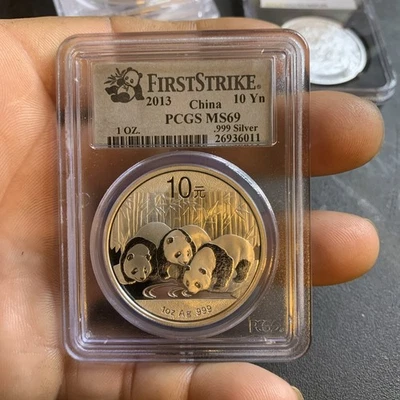 FIRSTSTRIKE®
2013 China 10 Yn
PCGS MS69
1 OZ. .999 Silver
26936011
10元
1oz Ag 999